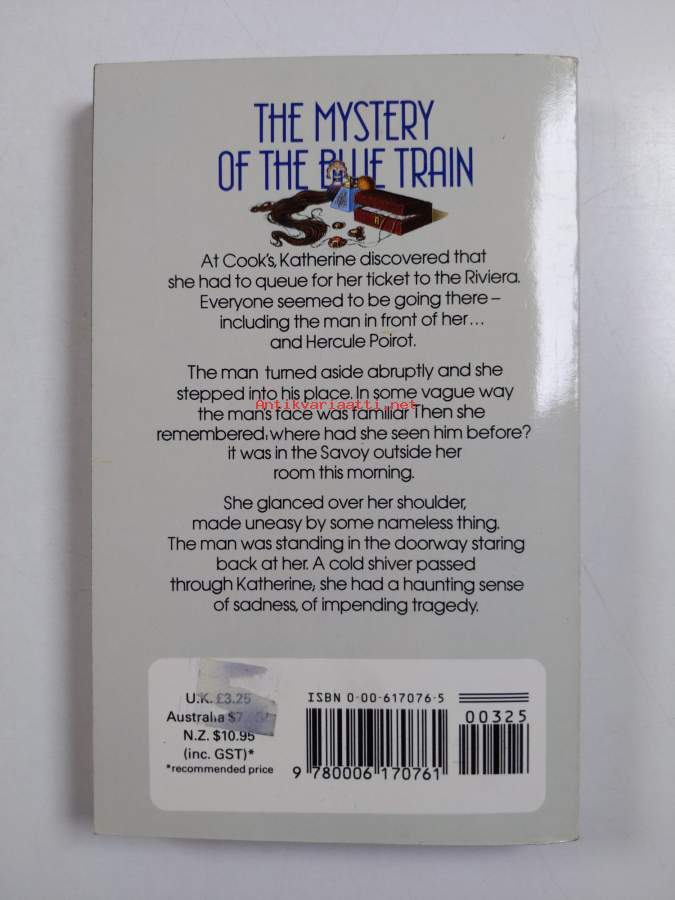 THE MYSTERY
OF THE BLUE TRAIN
At Cook's, Katherine discovered that
she had to queue for her ticket to the Riviera.
Everyone seemed to be going there –
including the man in front of her...
and Hercule Poirot.
The man turned aside abruptly and she
stepped into his place. In some vague way
Antikvariaatti.net
the man's face was familiar. Then she
remembered, where had she seen him before?
it was in the Savoy outside her
room this morning.
She glanced over her shoulder,
made uneasy by some nameless thing.
The man was standing in the doorway staring
back at her. A cold shiver passed
through Katherine, she had a haunting sense
of sadness, of impending tragedy.
U.K. £3.25
Australia
N.Z. $10.95
(inc. GST)*
*recommended price
ISBN 0-00-617076-5
00325
9 780006 170761